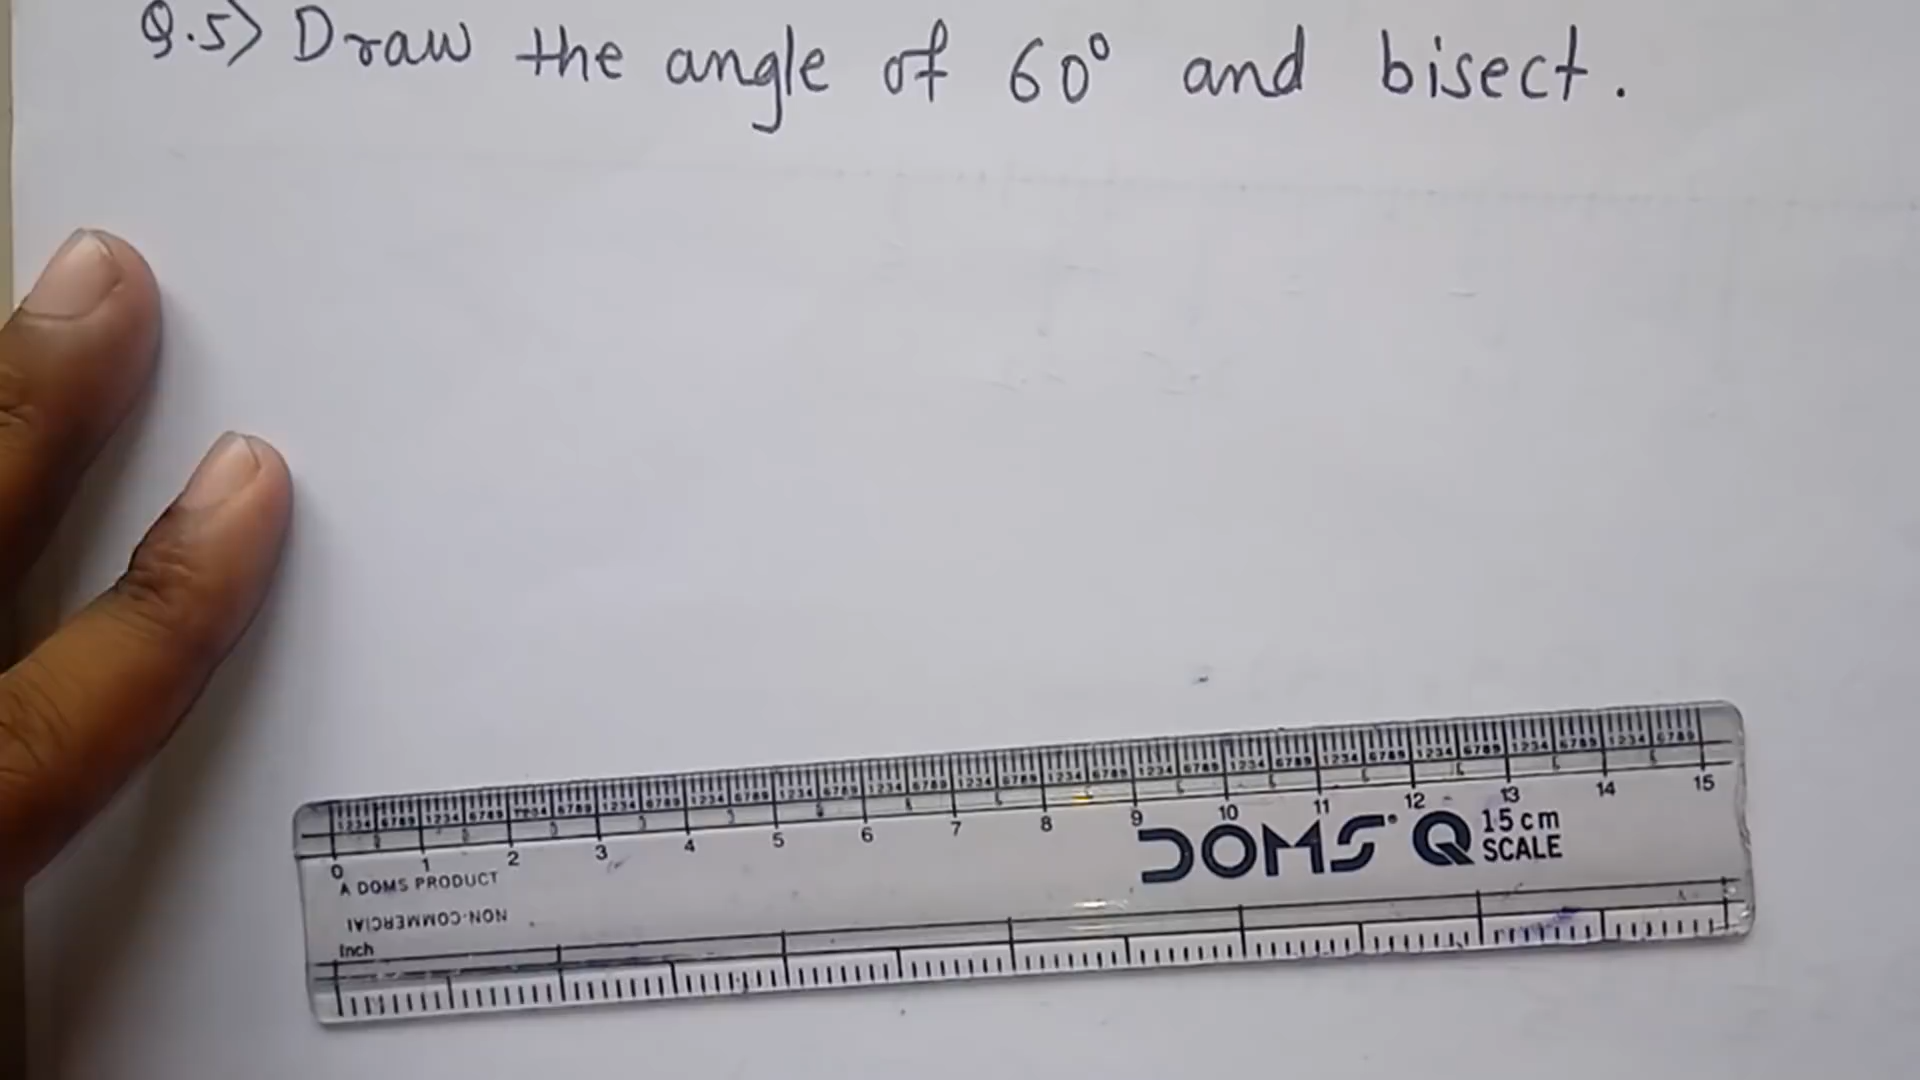 Q.5) Draw the angle of 60° and bisect.
0 1 2 3 4 5 6 7 8 9 10 11 12 13 14 15
A DOMS PRODUCT
DOMS Q 15 cm SCALE
NON-COMMERCIAL
Inch